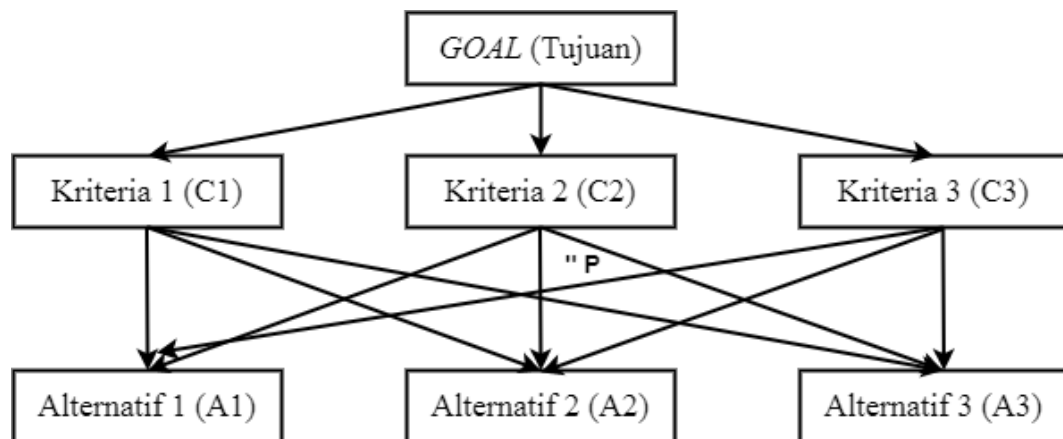 GOAL (Tujuan)
Kriteria 1 (C1)
Kriteria 2 (C2)
Kriteria 3 (C3)
" P
Alternatif 1 (A1)
Alternatif 2 (A2)
Alternatif 3 (A3)